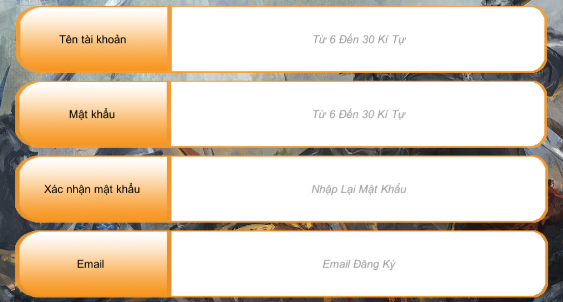 Tên tài khoản
Từ 6 Đến 30 Kí Tự
Mật khẩu
Từ 6 Đến 30 Kí Tự
Xác nhận mật khẩu
Nhập Lại Mật Khẩu
Email
Email Đăng Ký